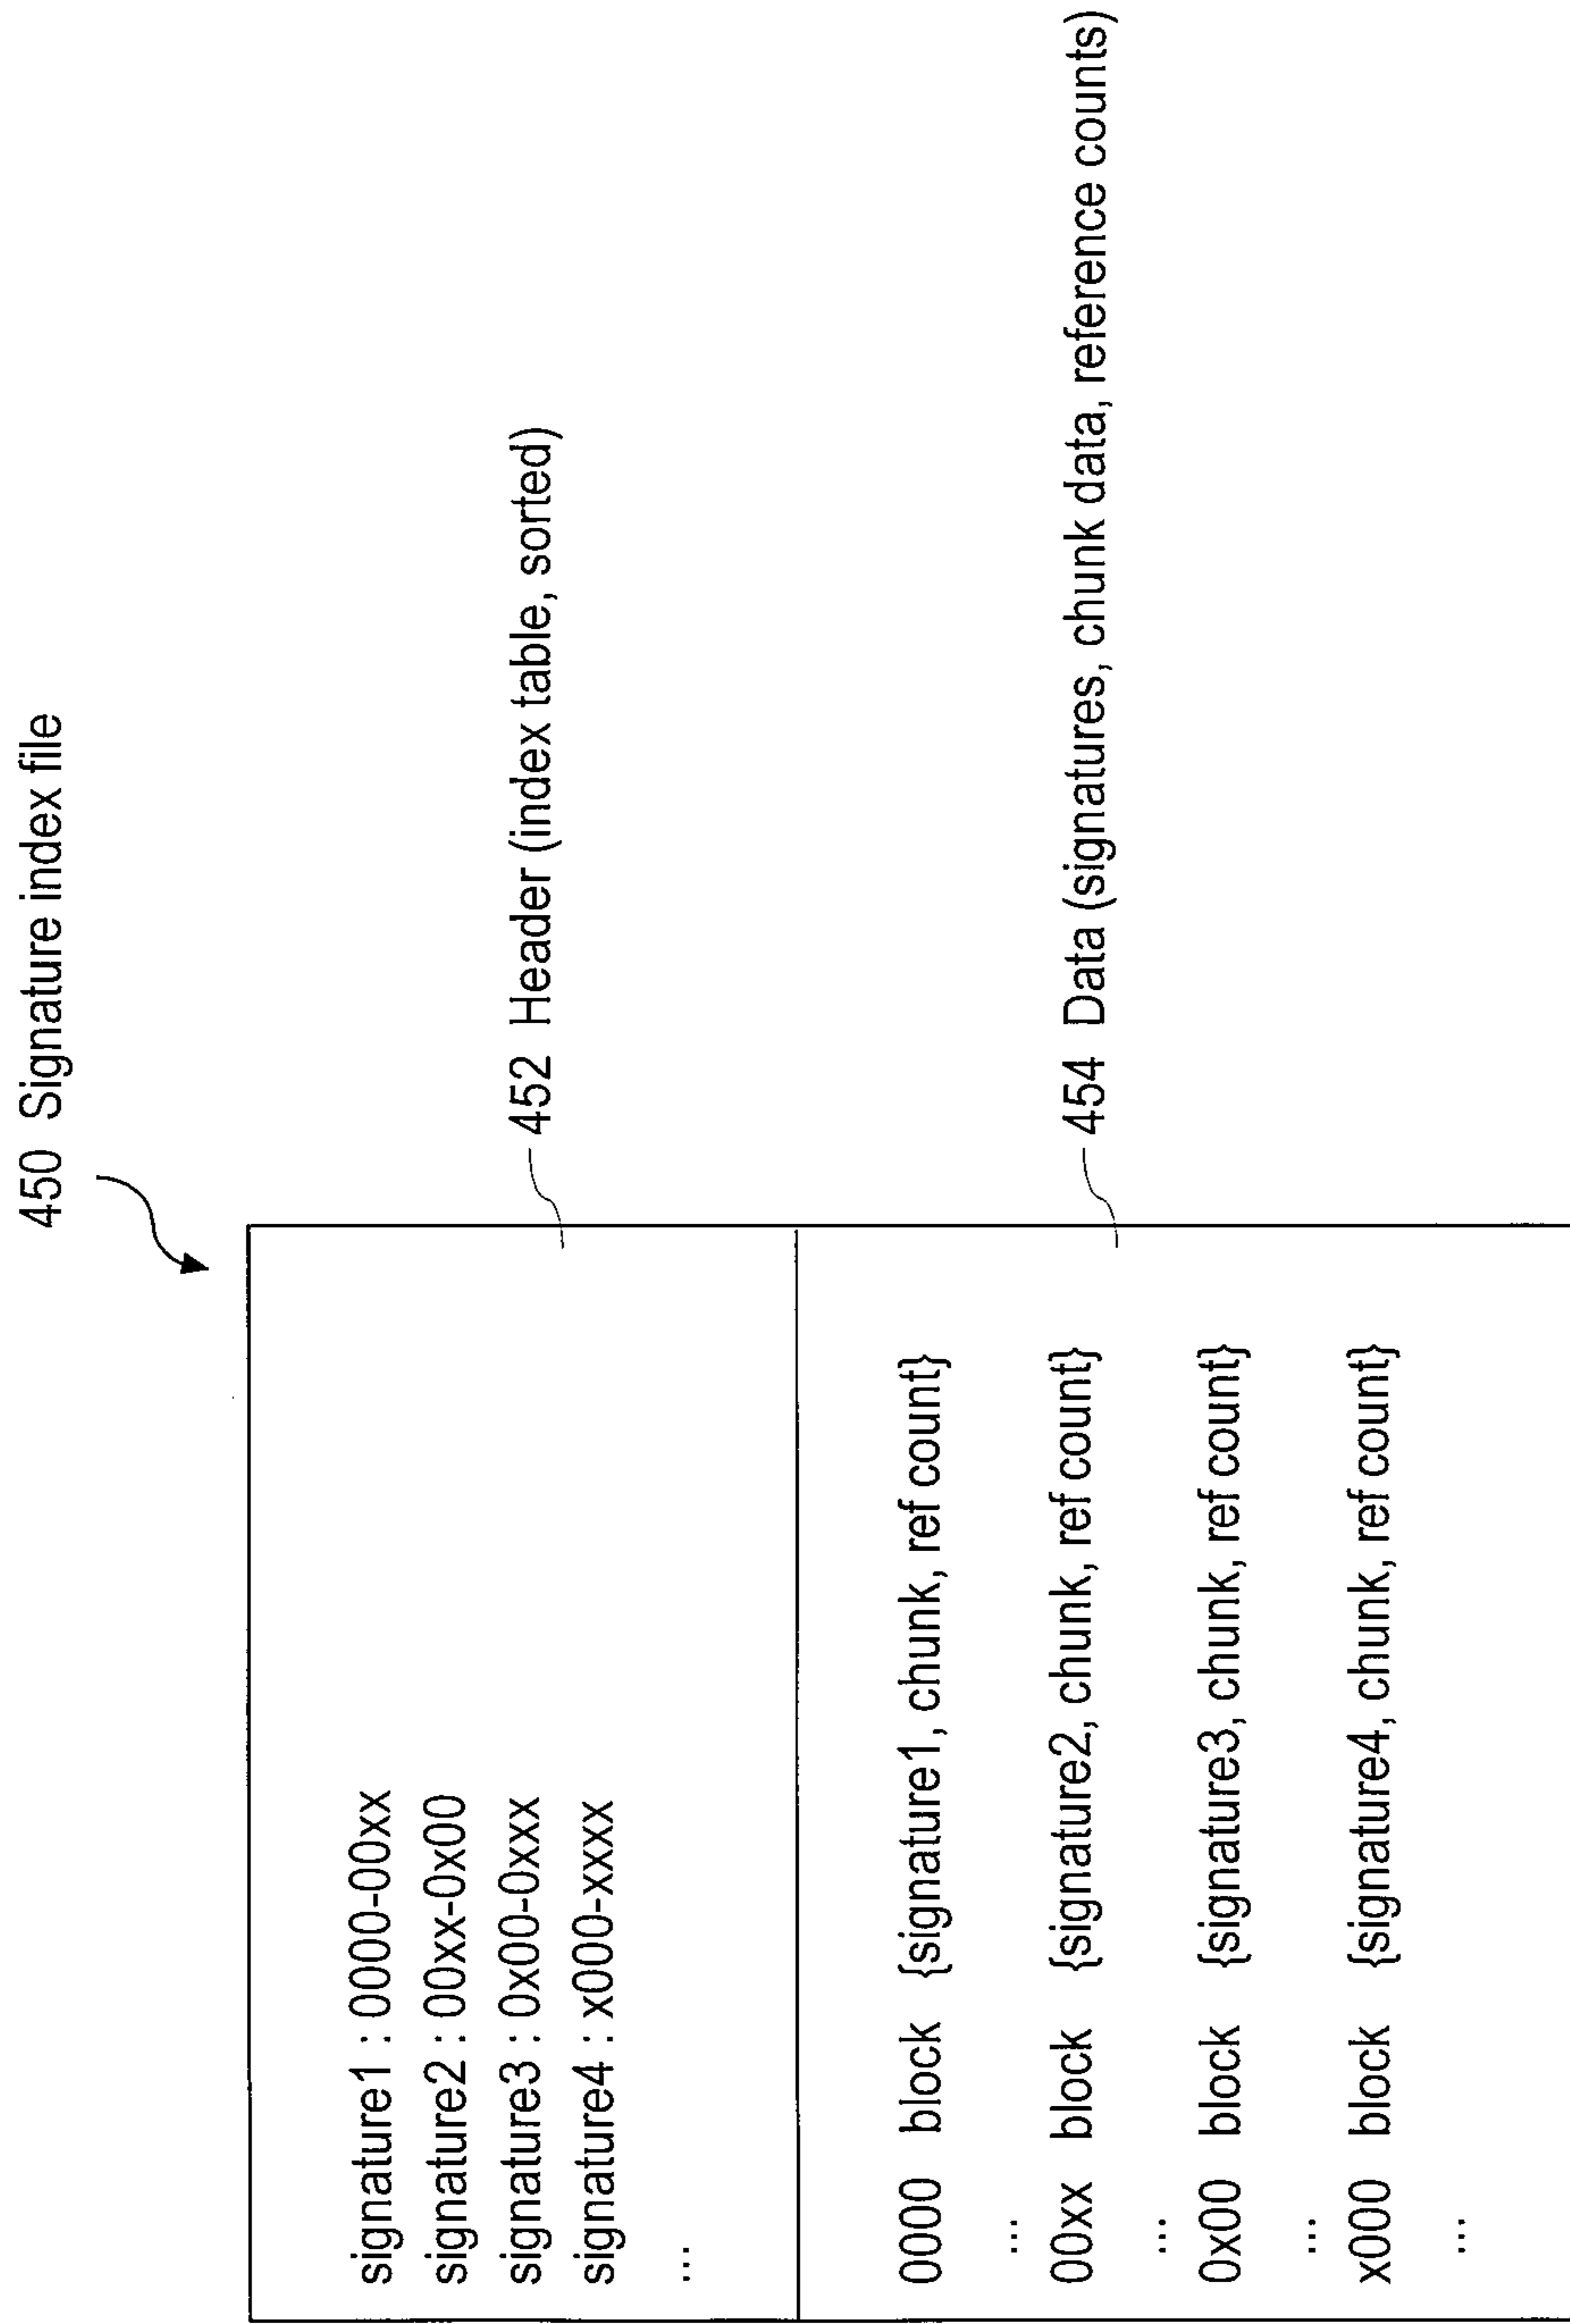 450 Signature index file
signature1 : 0000-00xx
signature2 : 00xx-0x00
signature3 : 0x00-0xxx
signature4 : x000-xxxx
...
452 Header (index table, sorted)
0000 block {signature1, chunk, ref count}
...
00xx block {signature2, chunk, ref count}
...
0x00 block {signature3, chunk, ref count}
...
x000 block {signature4, chunk, ref count}
...
454 Data (signatures, chunk data, reference counts)